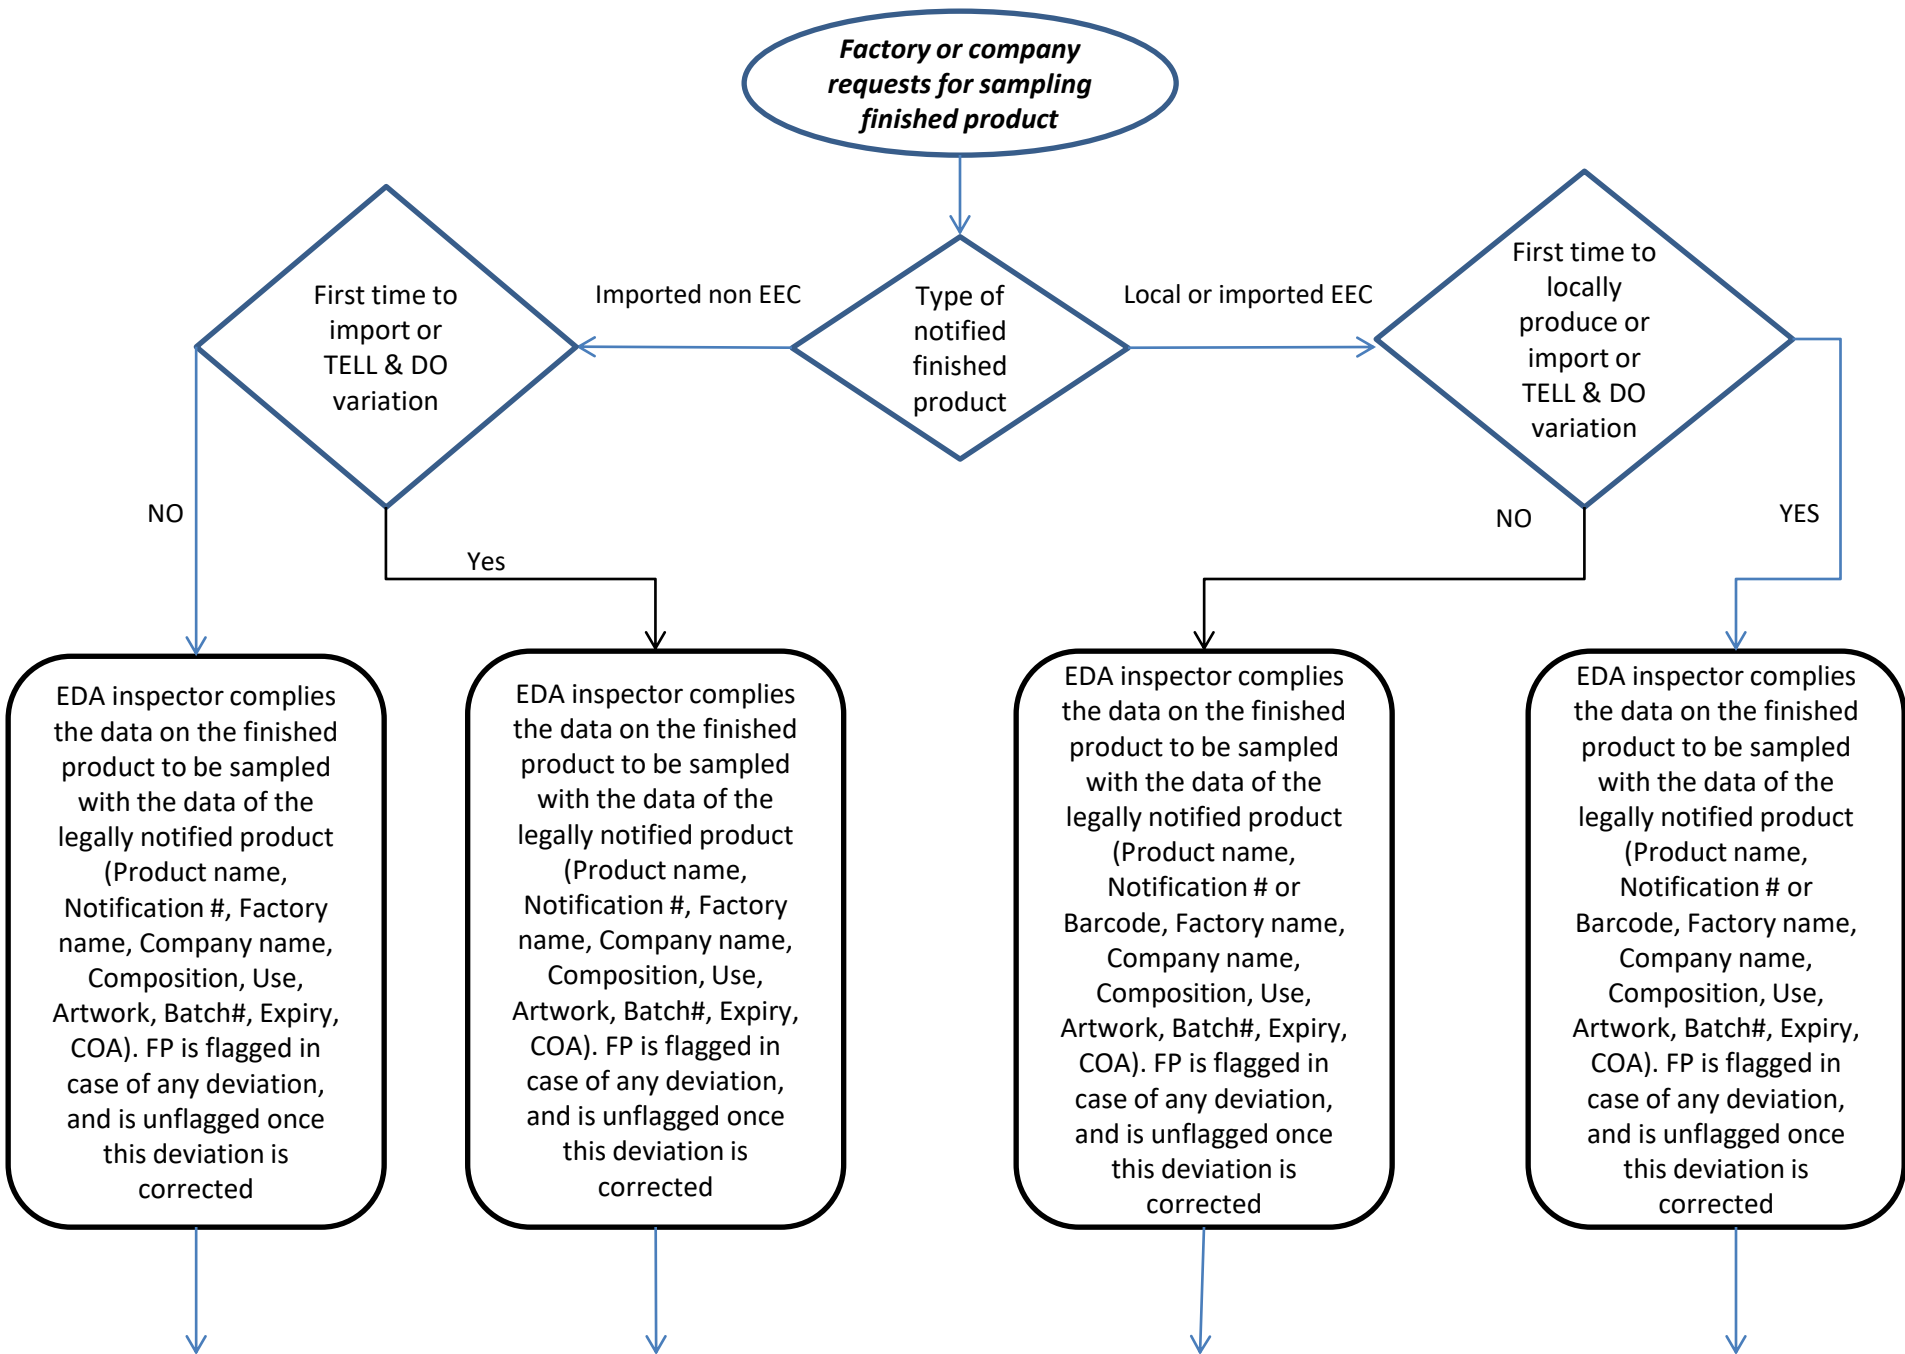 Factory or company
requests for sampling
finished product
First time to
import or
TELL & DO
variation
Imported non EEC
Type of
notified
finished
product
Local or imported EEC
First time to
locally
produce or
import or
TELL & DO
variation
NO
Yes
NO
YES
EDA inspector complies
the data on the finished
product to be sampled
with the data of the
legally notified product
(Product name,
Notification #, Factory
name, Company name,
Composition, Use,
Artwork, Batch#, Expiry,
COA). FP is flagged in
case of any deviation,
and is unflagged once
this deviation is
corrected
EDA inspector complies
the data on the finished
product to be sampled
with the data of the
legally notified product
(Product name,
Notification #, Factory
name, Company name,
Composition, Use,
Artwork, Batch#, Expiry,
COA). FP is flagged in
case of any deviation,
and is unflagged once
this deviation is
corrected
EDA inspector complies
the data on the finished
product to be sampled
with the data of the
legally notified product
(Product name,
Notification # or
Barcode, Factory name,
Company name,
Composition, Use,
Artwork, Batch#, Expiry,
COA). FP is flagged in
case of any deviation,
and is unflagged once
this deviation is
corrected
EDA inspector complies
the data on the finished
product to be sampled
with the data of the
legally notified product
(Product name,
Notification # or
Barcode, Factory name,
Company name,
Composition, Use,
Artwork, Batch#, Expiry,
COA). FP is flagged in
case of any deviation,
and is unflagged once
this deviation is
corrected